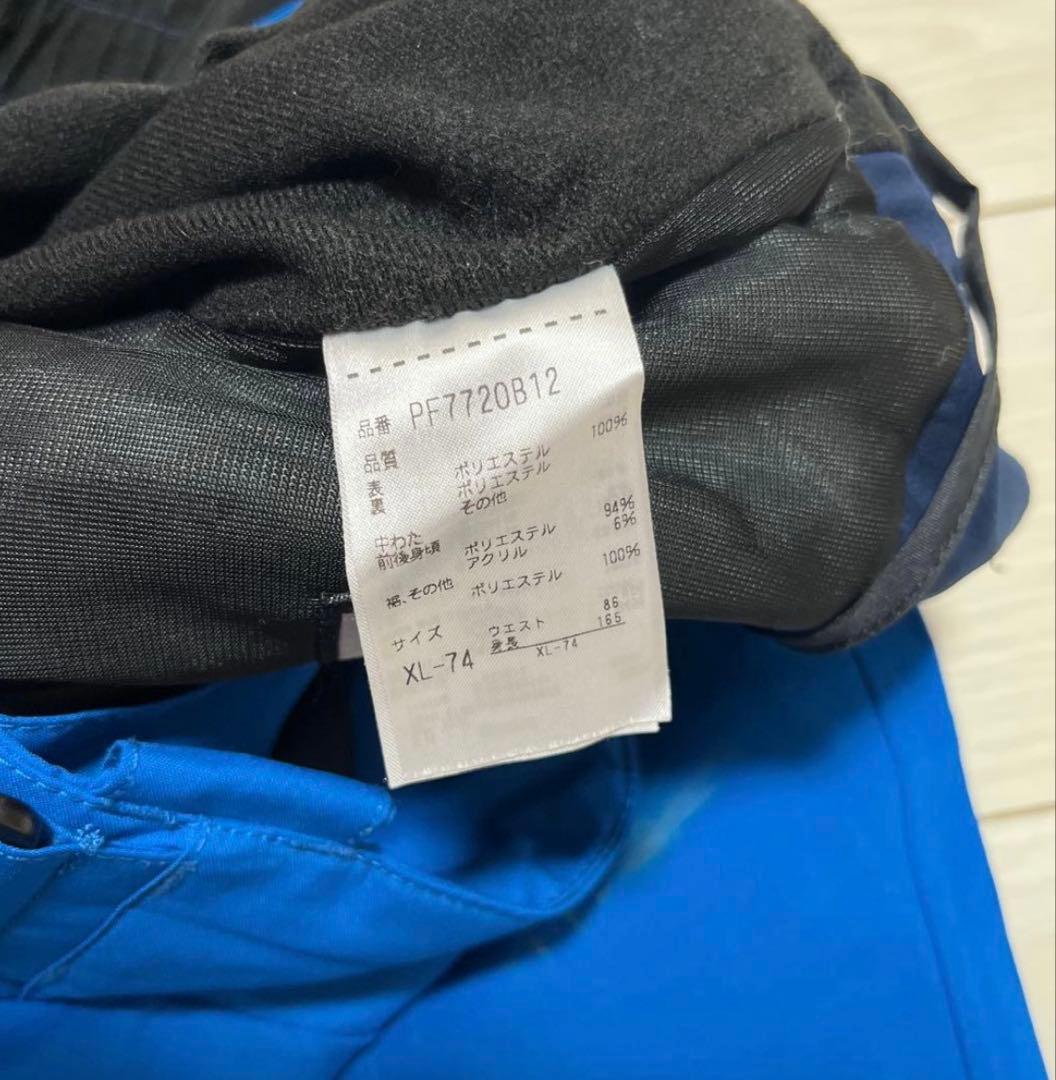 品番 PF7720B12
品質
表 ポリエステル 100%
裏 ポリエステル
その他
中わた
前後身頃 ポリエステル 94%
アクリル 6%
裾、その他 ポリエステル 100%
サイズ ウエスト 86
XL-74 身長 165
XL-74